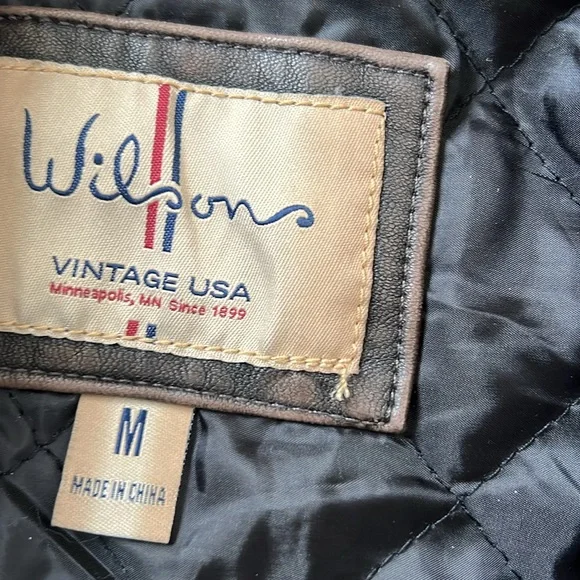 Wilsons
VINTAGE USA
Minneapolis, MN Since 1899
M
MADE IN CHINA